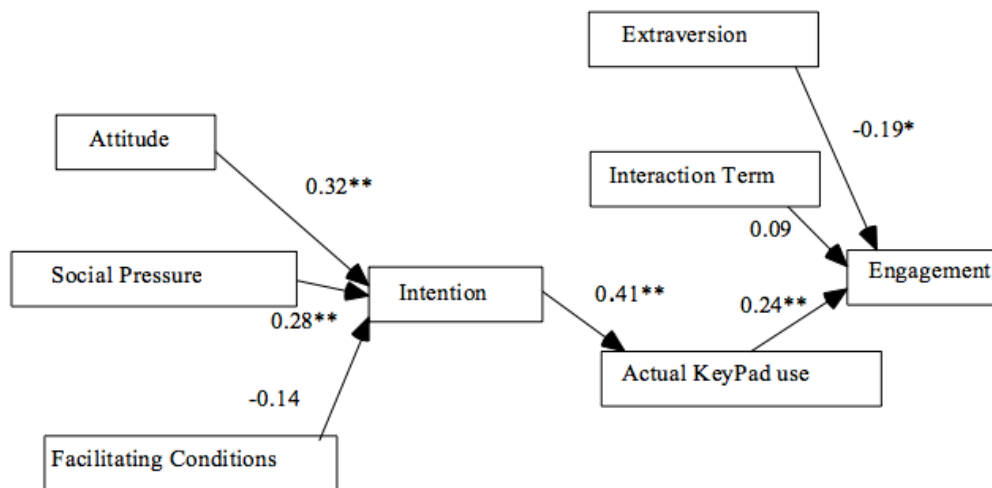 Extraversion
Attitude
-0.19*
Interaction Term
0.32**
0.09
Social Pressure
Engagement
Intention
0.41**
0.24**
0.28**
Actual KeyPad use
-0.14
Facilitating Conditions